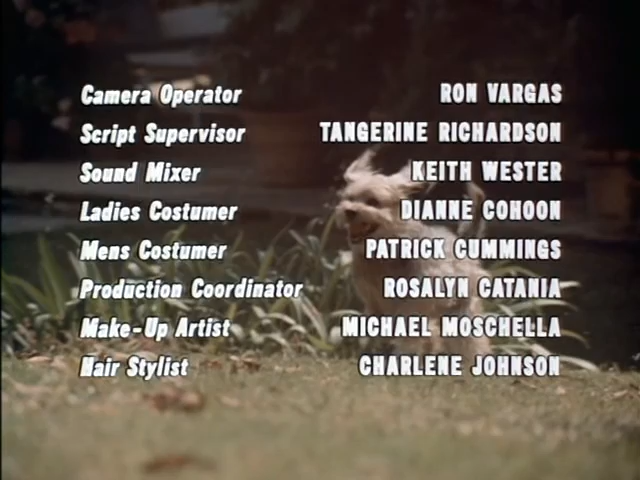 Camera Operator RON VARGAS
Script Supervisor TANGERINE RICHARDSON
Sound Mixer KEITH WESTER
Ladies Costumer DIANNE COHOON
Mens Costumer PATRICK CUMMINGS
Production Coordinator ROSALYN CATANIA
Make-Up Artist MICHAEL MOSCHELLA
Hair Stylist CHARLENE JOHNSON